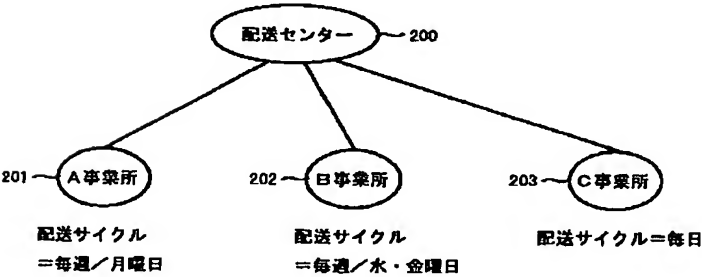 配送センター 200
201 A事業所
202 B事業所
203 C事業所
配送サイクル
=毎週/月曜日
配送サイクル
=毎週/水・金曜日
配送サイクル=毎日